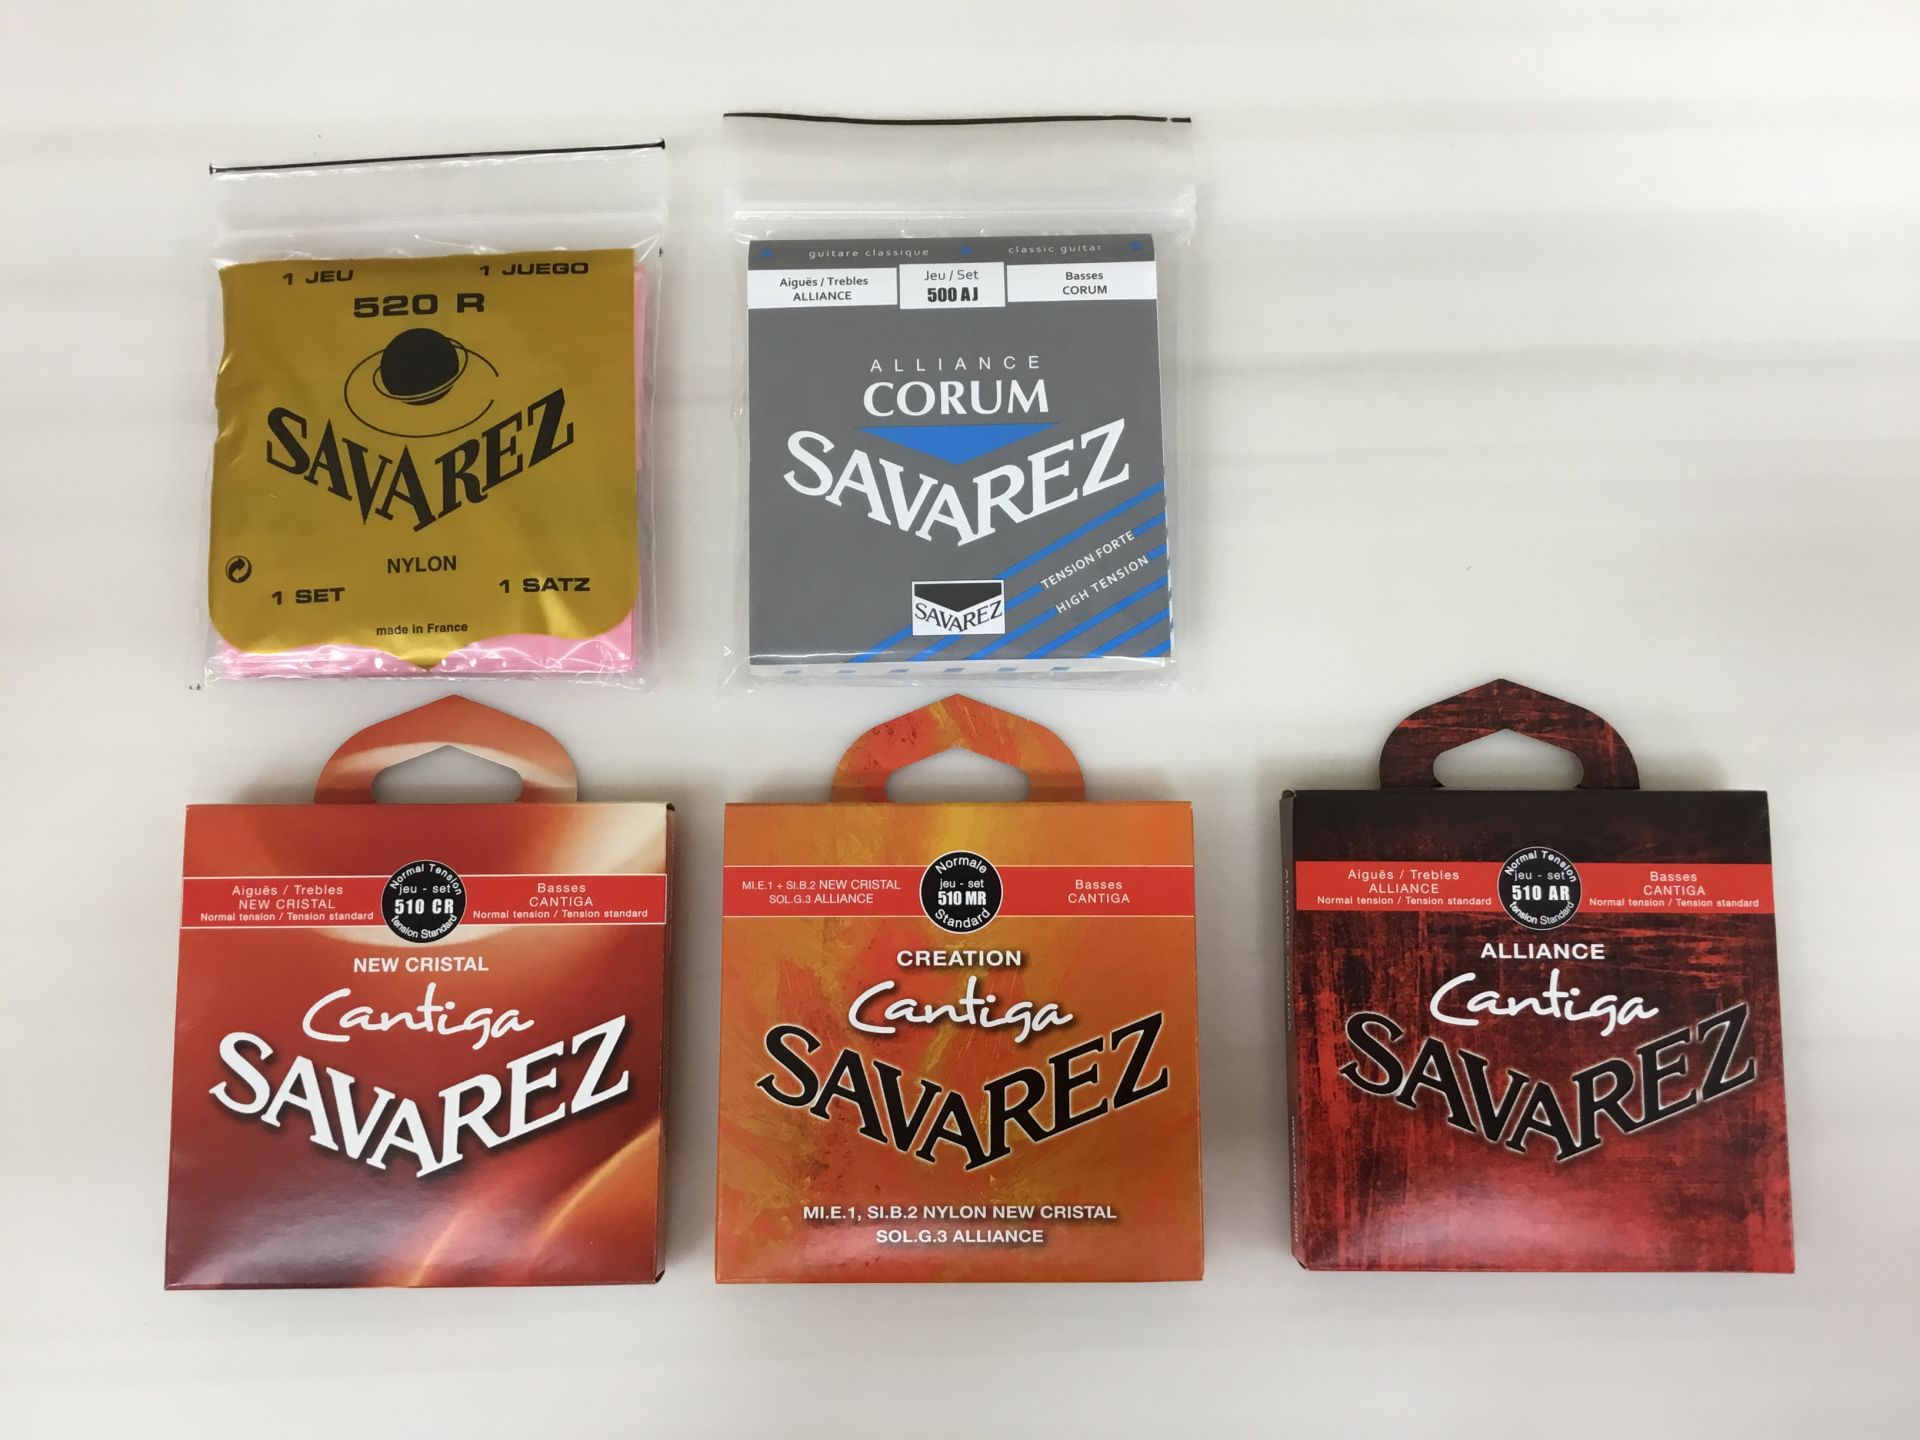 1 JEU 1 JUEGO
520 R
SAVAREZ
NYLON
1 SET 1 SATZ
made in France
guitare classique classic guitar
Aiguës / Trebles
ALLIANCE
Jeu / Set
500 AJ
Basses
CORUM
ALLIANCE
CORUM
SAVAREZ
TENSION FORTE
HIGH TENSION
SAVAREZ
Aiguës / Trebles
NEW CRISTAL
Normal tension / Tension standard
Normal Tension
jeu - set
510 CR
tension Standard
Basses
CANTIGA
Normal tension / Tension standard
NEW CRISTAL
Cantiga
SAVAREZ
MI.E.1 + SI.B.2 NEW CRISTAL
SOL.G.3 ALLIANCE
Normale
jeu - set
510 MR
Standard
Basses
CANTIGA
CREATION
Cantiga
SAVAREZ
MI.E.1, SI.B.2 NYLON NEW CRISTAL
SOL.G.3 ALLIANCE
Aiguës / Trebles
ALLIANCE
Normal tension / Tension standard
Normal Tension
jeu - set
510 AR
tension Standard
Basses
CANTIGA
Normal tension / Tension standard
ALLIANCE
Cantiga
SAVAREZ